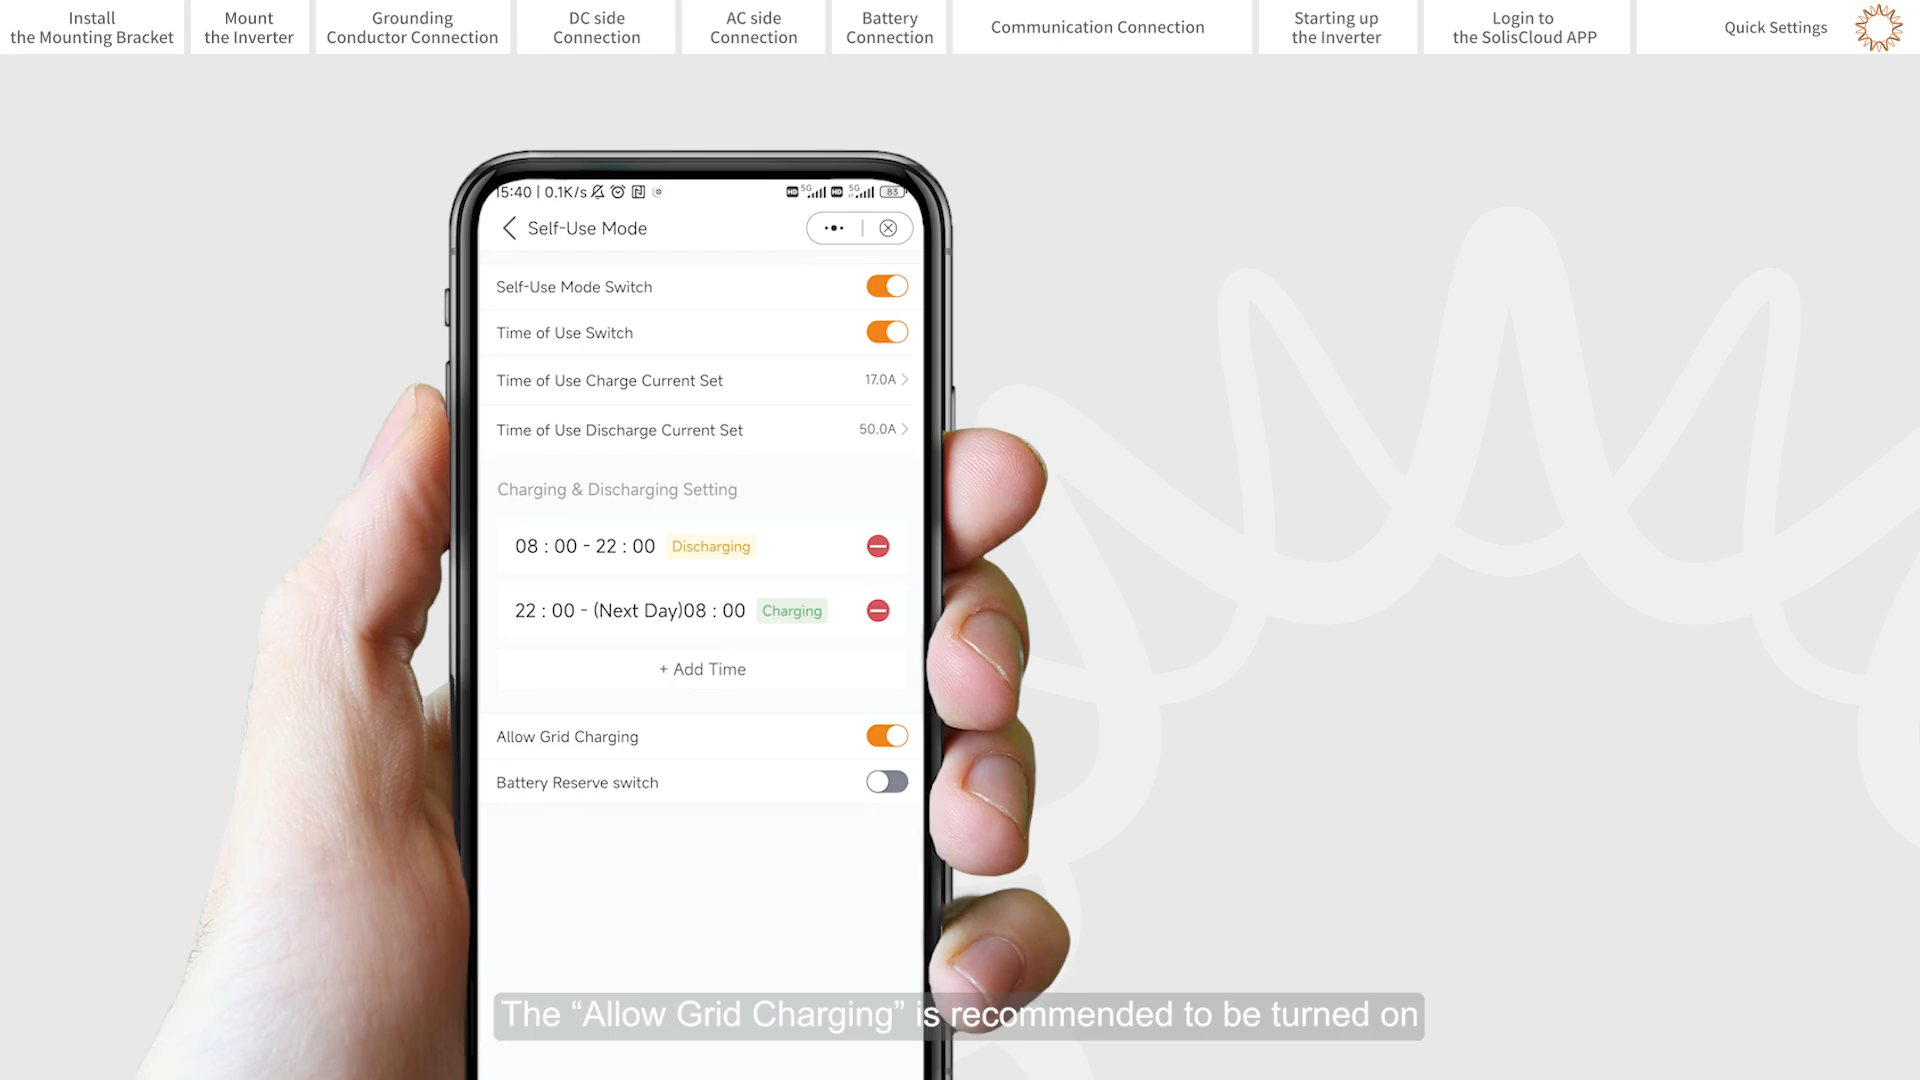 Install
the Mounting Bracket
Mount
the Inverter
Grounding
Conductor Connection
DC side
Connection
AC side
Connection
Battery
Connection
Communication Connection
Starting up
the Inverter
Login to
the SolisCloud APP
Quick Settings
15:40 | 0.1K/s
HD 5G HD 5G 83
Self-Use Mode
Self-Use Mode Switch
Time of Use Switch
Time of Use Charge Current Set 17.0A
Time of Use Discharge Current Set 50.0A
Charging & Discharging Setting
08 : 00 - 22 : 00 Discharging
22 : 00 - (Next Day)08 : 00 Charging
+ Add Time
Allow Grid Charging
Battery Reserve switch
The “Allow Grid Charging” is recommended to be turned on